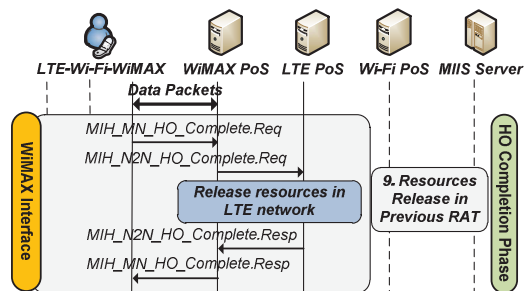 LTE-Wi-Fi-WiMAX WiMAX PoS LTE PoS Wi-Fi PoS MIIS Server
Data Packets
MIH_MN_HO_Complete.Req
MIH_N2N_HO_Complete.Req
Release resources in
LTE network
MIH_N2N_HO_Complete.Resp
MIH_MN_HO_Complete.Resp
WiMAX Interface
9. Resources
Release in
Previous RAT
HO Completion Phase